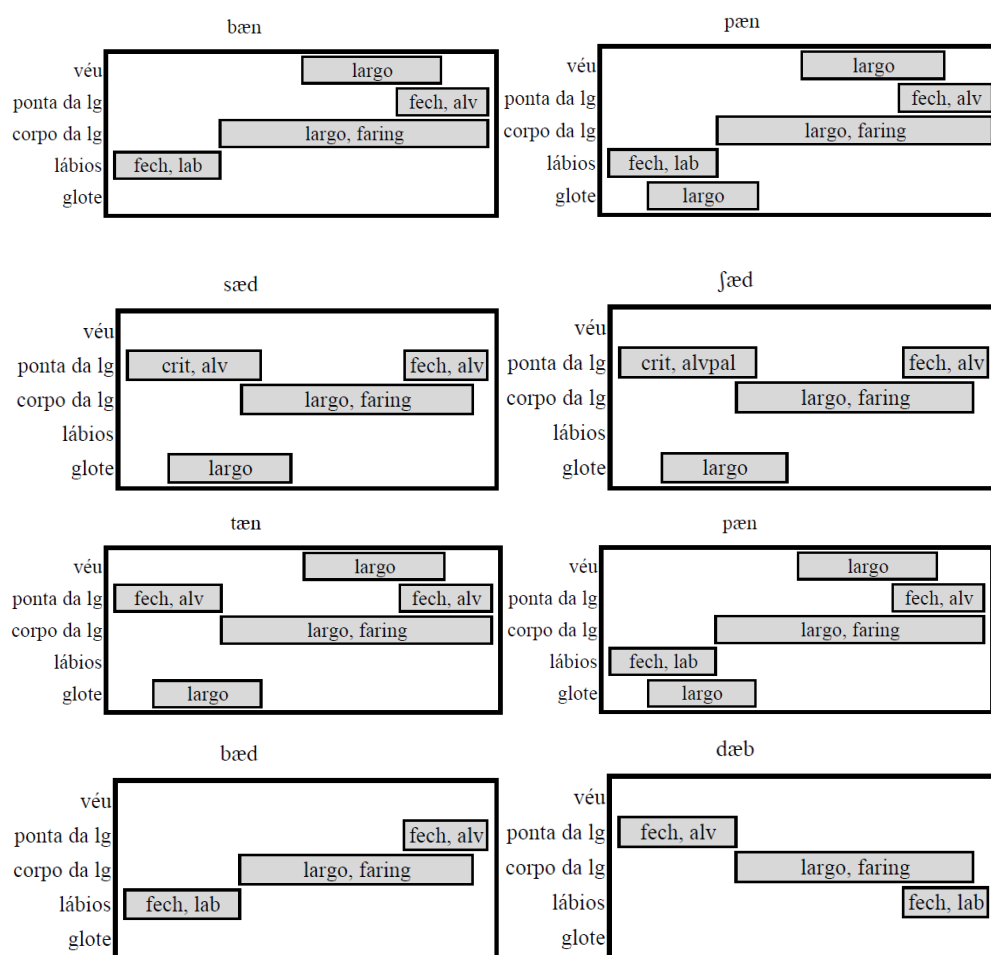 bæn
véu
largo
ponta da lg
fech, alv
corpo da lg
largo, faring
lábios
fech, lab
glote
pæn
véu
largo
ponta da lg
fech, alv
corpo da lg
largo, faring
lábios
fech, lab
glote
largo
sæd
véu
ponta da lg
crit, alv
fech, alv
corpo da lg
largo, faring
lábios
glote
largo
ʃæd
véu
ponta da lg
crit, alvpal
fech, alv
corpo da lg
largo, faring
lábios
glote
largo
tæn
véu
largo
ponta da lg
fech, alv
fech, alv
corpo da lg
largo, faring
lábios
glote
largo
pæn
véu
largo
ponta da lg
fech, alv
corpo da lg
largo, faring
lábios
fech, lab
glote
largo
bæd
véu
ponta da lg
fech, alv
corpo da lg
largo, faring
lábios
fech, lab
glote
dæb
véu
ponta da lg
fech, alv
corpo da lg
largo, faring
lábios
fech, lab
glote